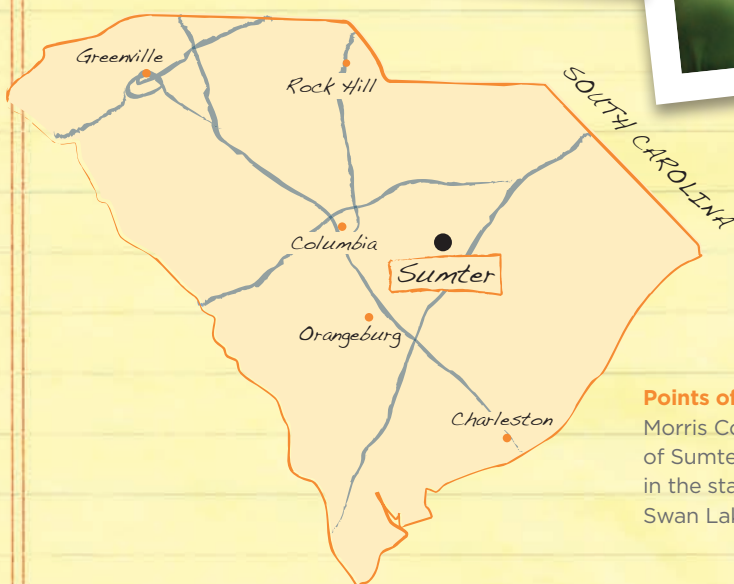 Greenville
Rock Hill
SOUTH CAROLINA
Columbia
Sumter
Orangeburg
Charleston
Points of
Morris Co
of Sumte
in the sta
Swan Lak